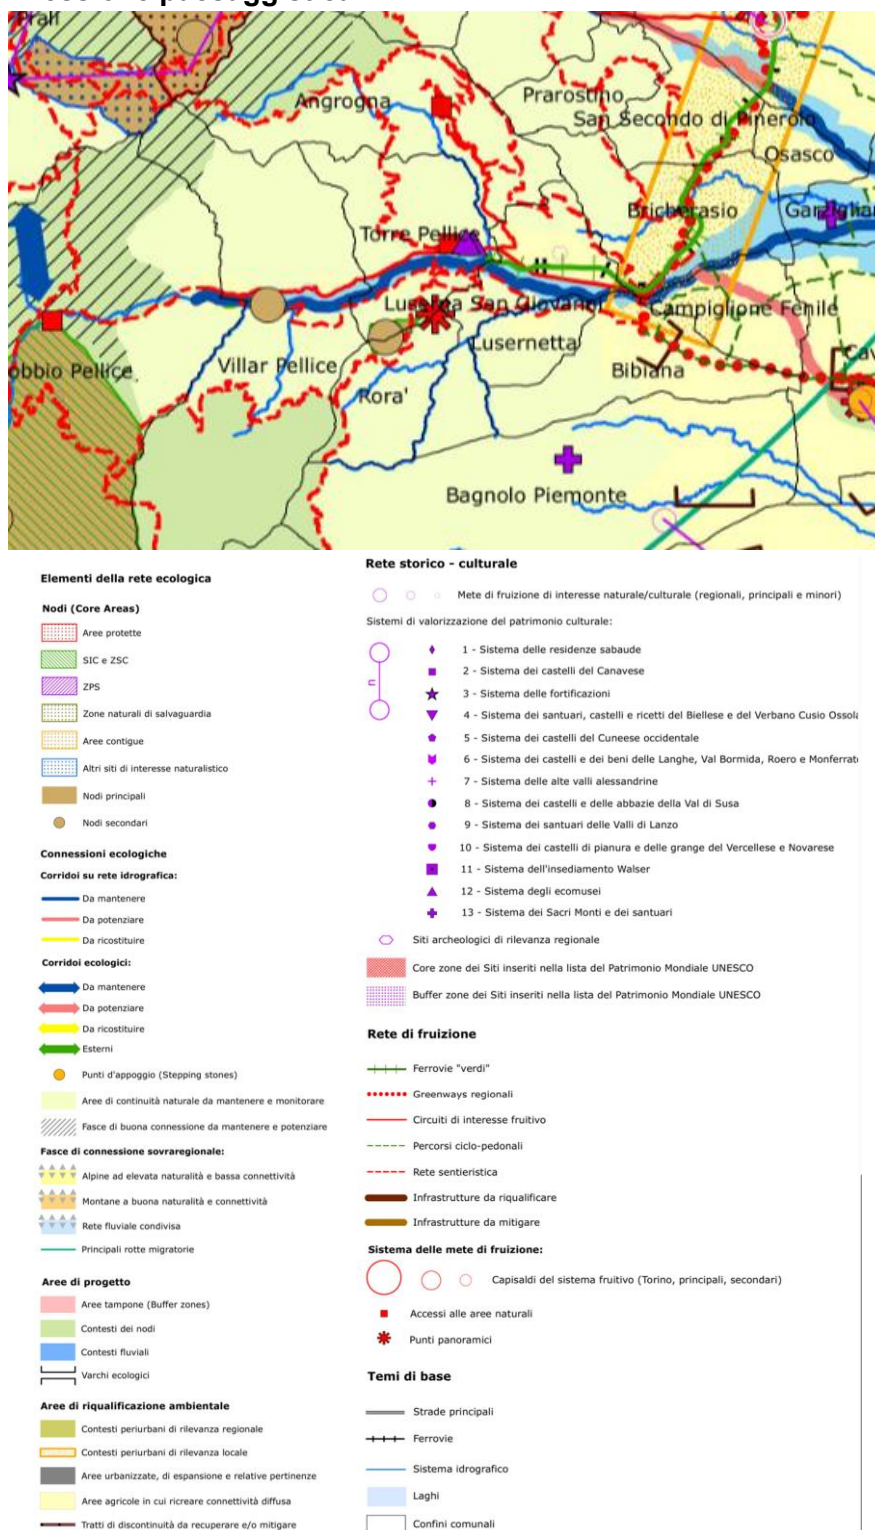 Prali
Angrogna
Prarostino
San Secondo di Pinerolo
Osasco
Bricherasio
Garziglian
Torre Pellice
Luserna San Giovanni
Campiglione Fenile
Lusernetta
obbio Pellice
Villar Pellice
Bibiana
Cav
Rora'
Bagnolo Piemonte
Elementi della rete ecologica
Nodi (Core Areas)
Aree protette
SIC e ZSC
ZPS
Zone naturali di salvaguardia
Aree contigue
Altri siti di interesse naturalistico
Nodi principali
Nodi secondari
Connessioni ecologiche
Corridoi su rete idrografica:
Da mantenere
Da potenziare
Da ricostituire
Corridoi ecologici:
Da mantenere
Da potenziare
Da ricostituire
Esterni
Punti d'appoggio (Stepping stones)
Aree di continuità naturale da mantenere e monitorare
Fasce di buona connessione da mantenere e potenziare
Fasce di connessione sovraregionale:
Alpine ad elevata naturalità e bassa connettività
Montane a buona naturalità e connettività
Rete fluviale condivisa
Principali rotte migratorie
Aree di progetto
Aree tampone (Buffer zones)
Contesti dei nodi
Contesti fluviali
Varchi ecologici
Aree di riqualificazione ambientale
Contesti periurbani di rilevanza regionale
Contesti periurbani di rilevanza locale
Aree urbanizzate, di espansione e relative pertinenze
Aree agricole in cui ricreare connettività diffusa
Tratti di discontinuità da recuperare e/o mitigare
Rete storico - culturale
Mete di fruizione di interesse naturale/culturale (regionali, principali e minori)
Sistemi di valorizzazione del patrimonio culturale:
n
1 - Sistema delle residenze sabaude
2 - Sistema dei castelli del Canavese
3 - Sistema delle fortificazioni
4 - Sistema dei santuari, castelli e ricetti del Biellese e del Verbano Cusio Ossola
5 - Sistema dei castelli del Cuneese occidentale
6 - Sistema dei castelli e dei beni delle Langhe, Val Bormida, Roero e Monferrato
7 - Sistema delle alte valli alessandrine
8 - Sistema dei castelli e delle abbazie della Val di Susa
9 - Sistema dei santuari delle Valli di Lanzo
10 - Sistema dei castelli di pianura e delle grange del Vercellese e Novarese
11 - Sistema dell'insediamento Walser
12 - Sistema degli ecomusei
13 - Sistema dei Sacri Monti e dei santuari
Siti archeologici di rilevanza regionale
Core zone dei Siti inseriti nella lista del Patrimonio Mondiale UNESCO
Buffer zone dei Siti inseriti nella lista del Patrimonio Mondiale UNESCO
Rete di fruizione
Ferrovie "verdi"
Greenways regionali
Circuiti di interesse fruitivo
Percorsi ciclo-pedonali
Rete sentieristica
Infrastrutture da riqualificare
Infrastrutture da mitigare
Sistema delle mete di fruizione:
Capisaldi del sistema fruitivo (Torino, principali, secondari)
Accessi alle aree naturali
Punti panoramici
Temi di base
Strade principali
Ferrovie
Sistema idrografico
Laghi
Confini comunali